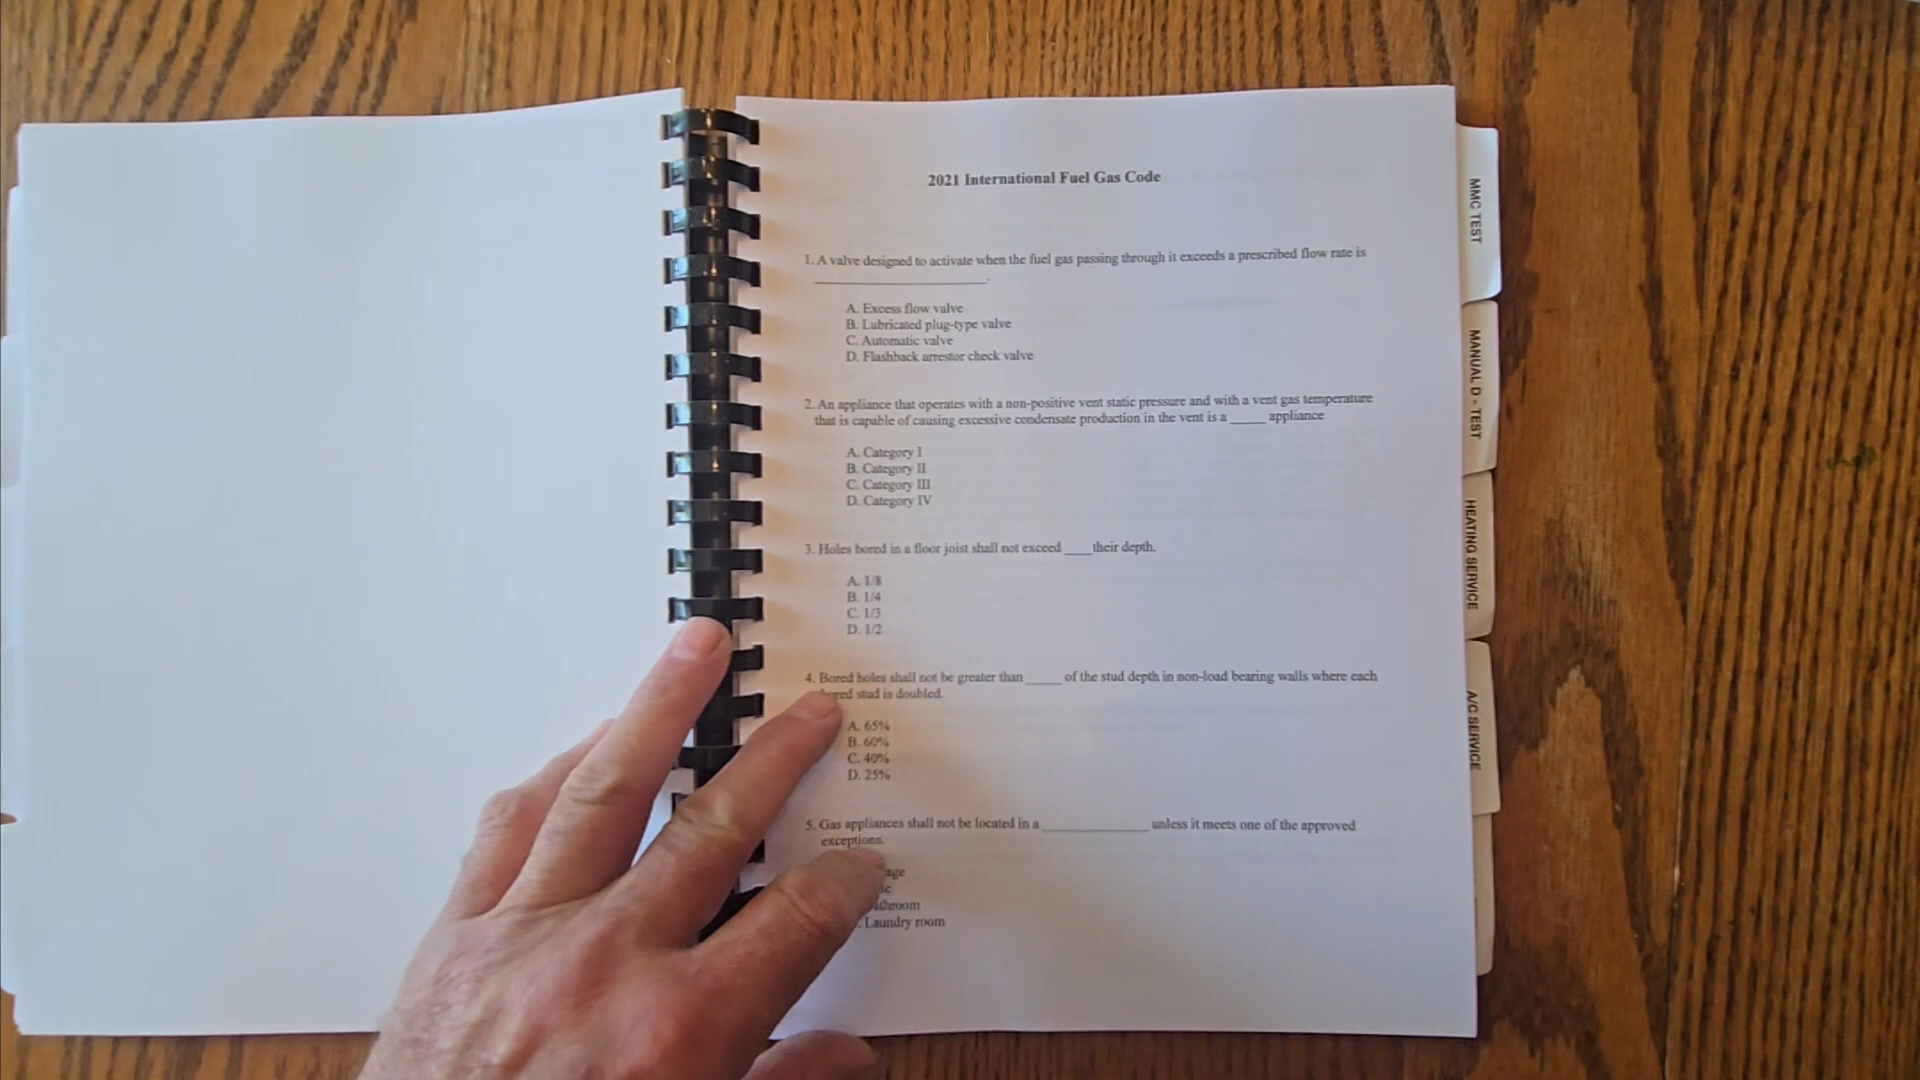 2021 International Fuel Gas Code
1. A valve designed to activate when the fuel gas passing through it exceeds a prescribed flow rate is
____________________.
A. Excess flow valve
B. Lubricated plug-type valve
C. Automatic valve
D. Flashback arrestor check valve
2. An appliance that operates with a non-positive vent static pressure and with a vent gas temperature
that is capable of causing excessive condensate production in the vent is a _____ appliance
A. Category I
B. Category II
C. Category III
D. Category IV
3. Holes bored in a floor joist shall not exceed ____their depth.
A. 1/8
B. 1/4
C. 1/3
D. 1/2
4. Bored holes shall not be greater than _____ of the stud depth in non-load bearing walls where each
stud is doubled.
A. 65%
B. 60%
C. 40%
D. 25%
5. Gas appliances shall not be located in a _______________ unless it meets one of the approved
exceptions.
Laundry room
MMC TEST
MANUAL D - TEST
HEATING SERVICE
A/C SERVICE